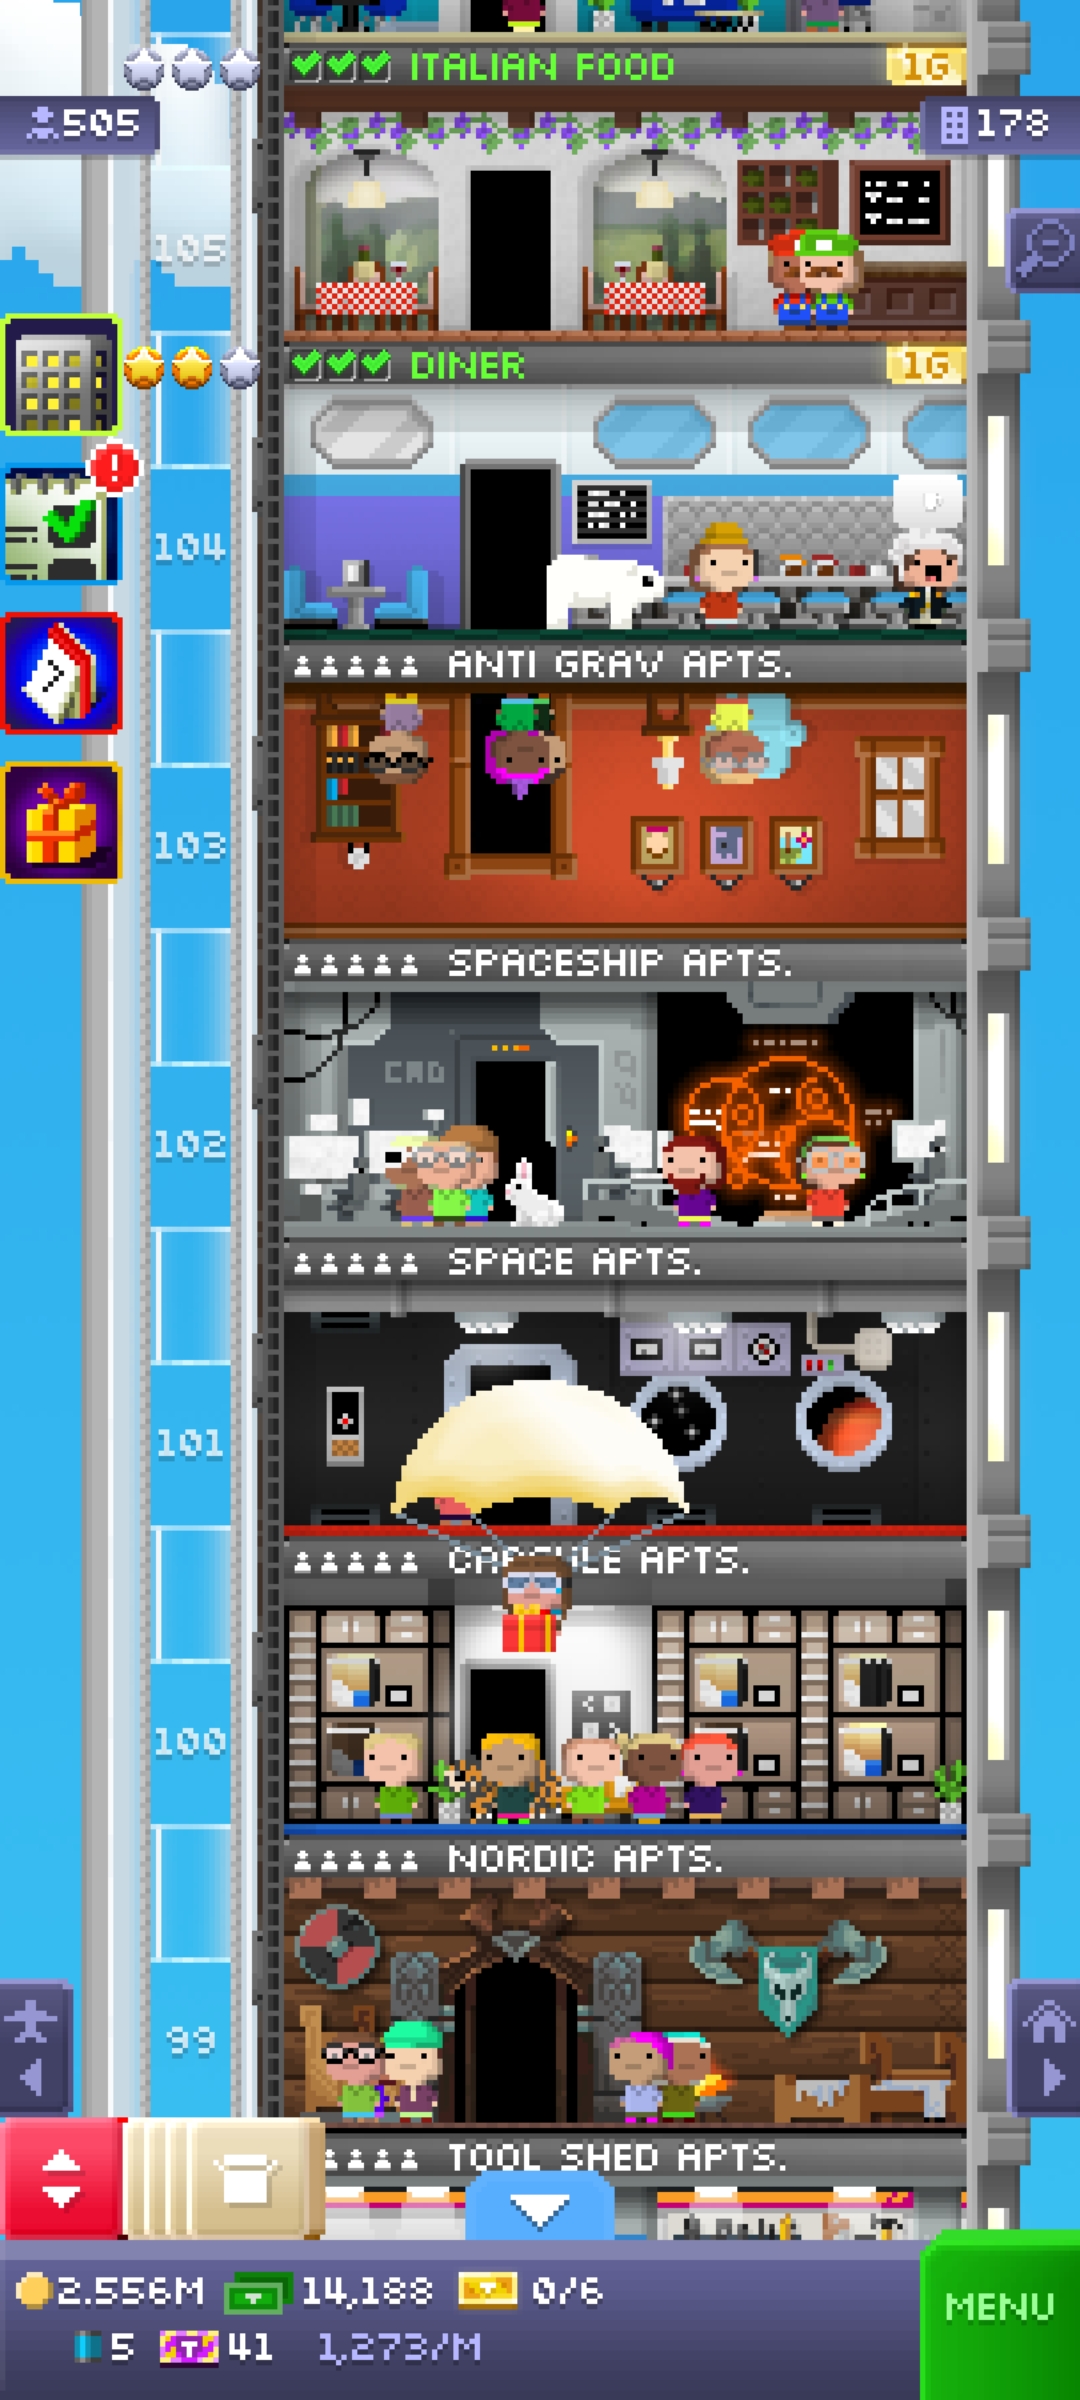 ITALIAN FOOD 1G
505
178
105
DINER 1G
104
ANTI GRAV APTS.
103
SPACESHIP APTS.
CMD
94
102
SPACE APTS.
101
APTS.
100
NORDIC APTS.
99
TOOL SHED APTS.
2.556M 14,188 0/6
5 41 1,273/M
MENU